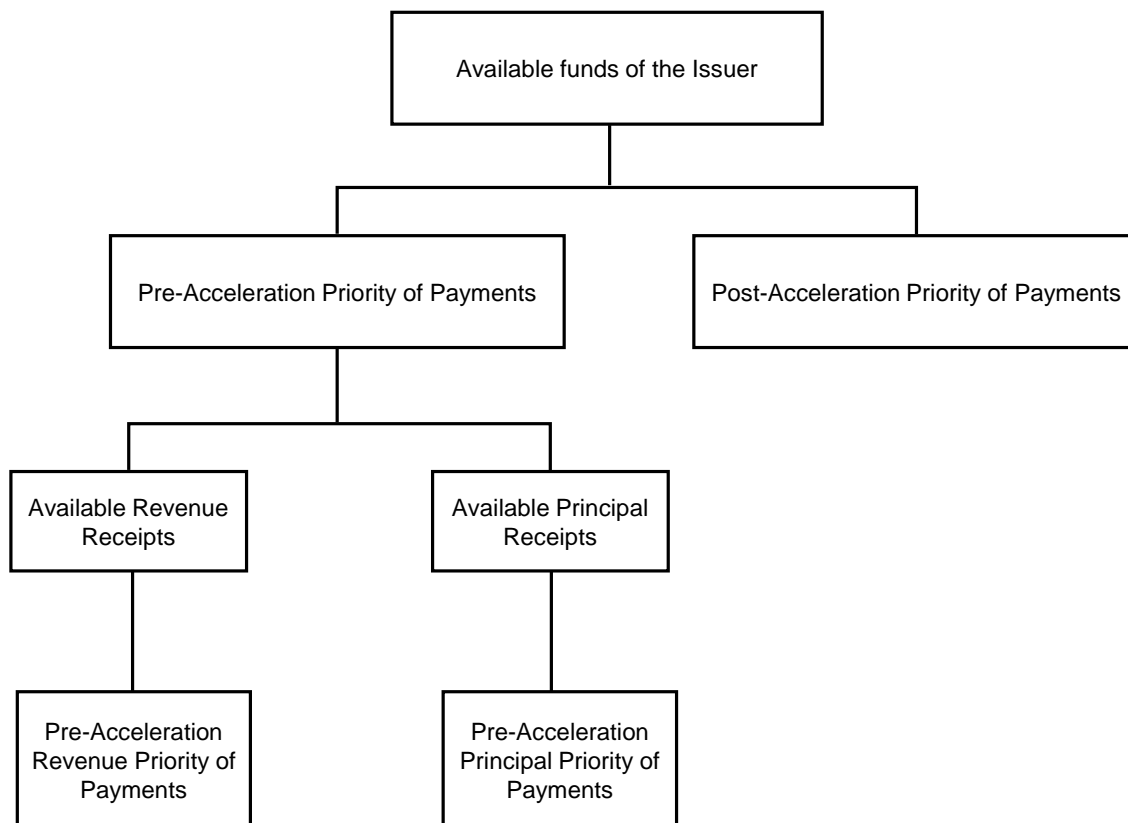 Available funds of the Issuer
Pre-Acceleration Priority of Payments
Post-Acceleration Priority of Payments
Available Revenue
Receipts
Available Principal
Receipts
Pre-Acceleration
Revenue Priority of
Payments
Pre-Acceleration
Principal Priority of
Payments